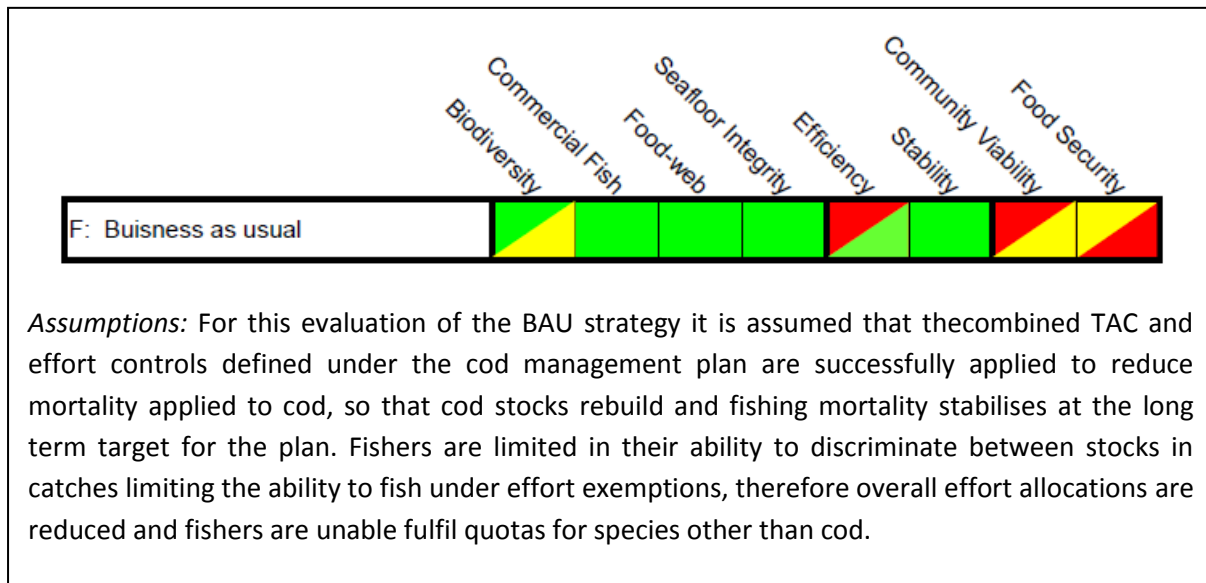 Biodiversity
Commercial Fish
Food-web
Seafloor Integrity
Efficiency
Stability
Community Viability
Food Security
F: Buisness as usual
Assumptions: For this evaluation of the BAU strategy it is assumed that thecombined TAC and
effort controls defined under the cod management plan are successfully applied to reduce
mortality applied to cod, so that cod stocks rebuild and fishing mortality stabilises at the long
term target for the plan. Fishers are limited in their ability to discriminate between stocks in
catches limiting the ability to fish under effort exemptions, therefore overall effort allocations are
reduced and fishers are unable fulfil quotas for species other than cod.